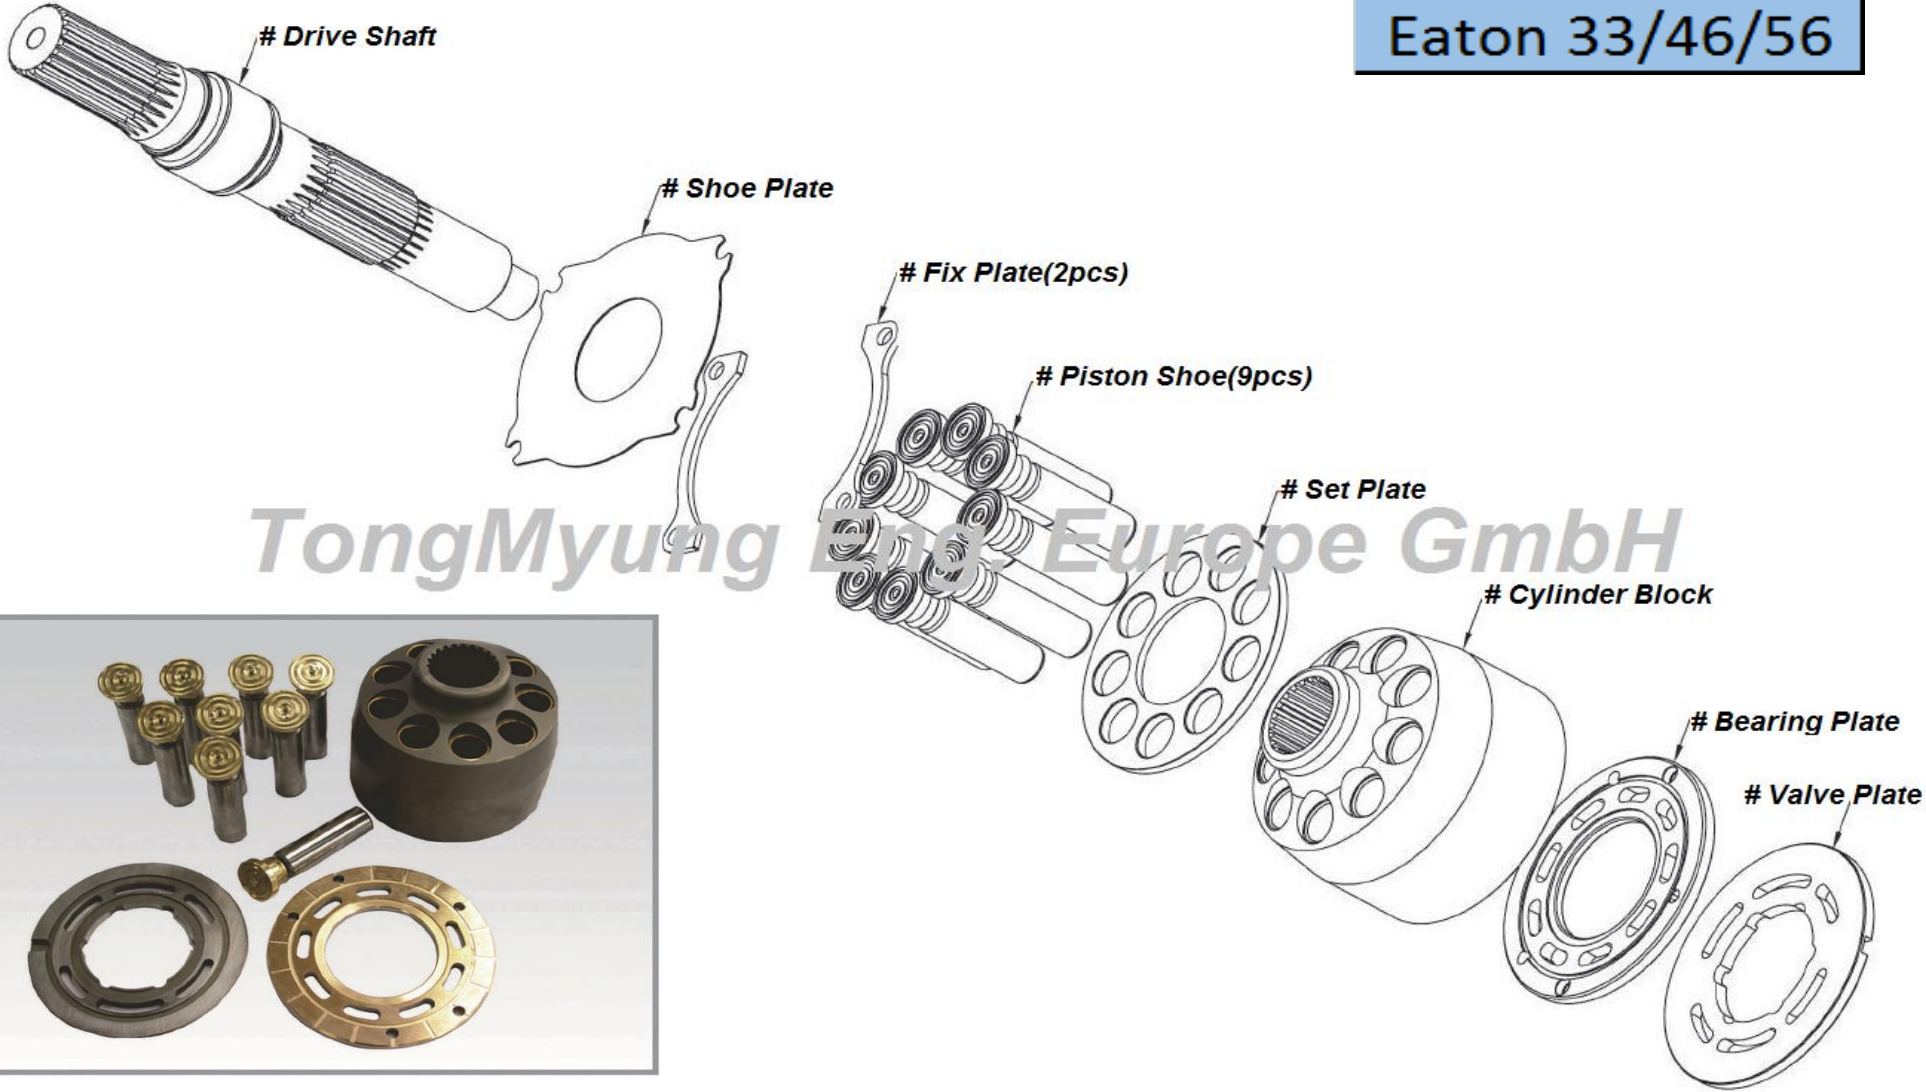 Eaton 33/46/56
# Drive Shaft
# Shoe Plate
# Fix Plate(2pcs)
# Piston Shoe(9pcs)
# Set Plate
TongMyung Eng. Europe GmbH
# Cylinder Block
# Bearing Plate
# Valve Plate